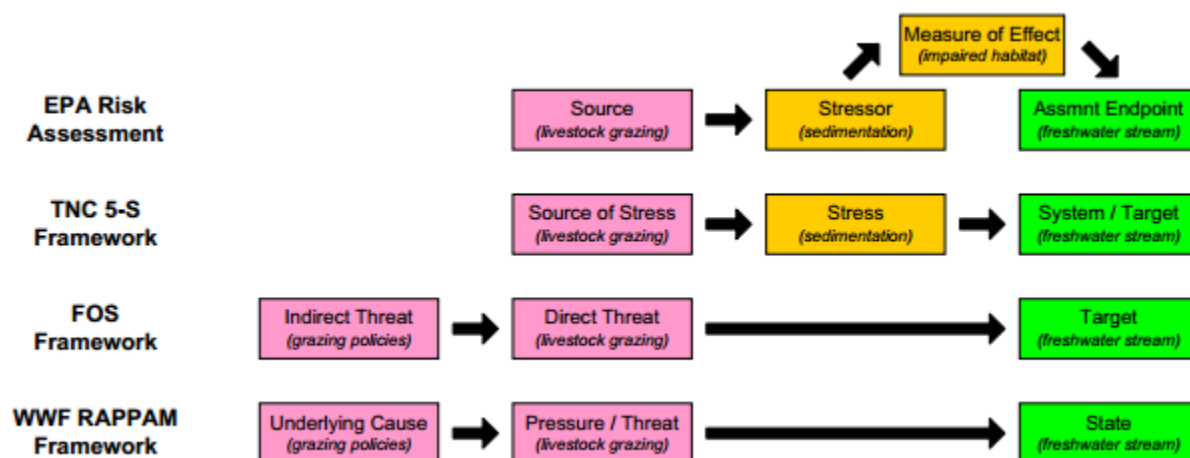 Measure of Effect
(impaired habitat)
EPA Risk
Assessment
Source
(livestock grazing)
Stressor
(sedimentation)
Assmnt Endpoint
(freshwater stream)
TNC 5-S
Framework
Source of Stress
(livestock grazing)
Stress
(sedimentation)
System / Target
(freshwater stream)
FOS
Framework
Indirect Threat
(grazing policies)
Direct Threat
(livestock grazing)
Target
(freshwater stream)
WWF RAPPAM
Framework
Underlying Cause
(grazing policies)
Pressure / Threat
(livestock grazing)
State
(freshwater stream)